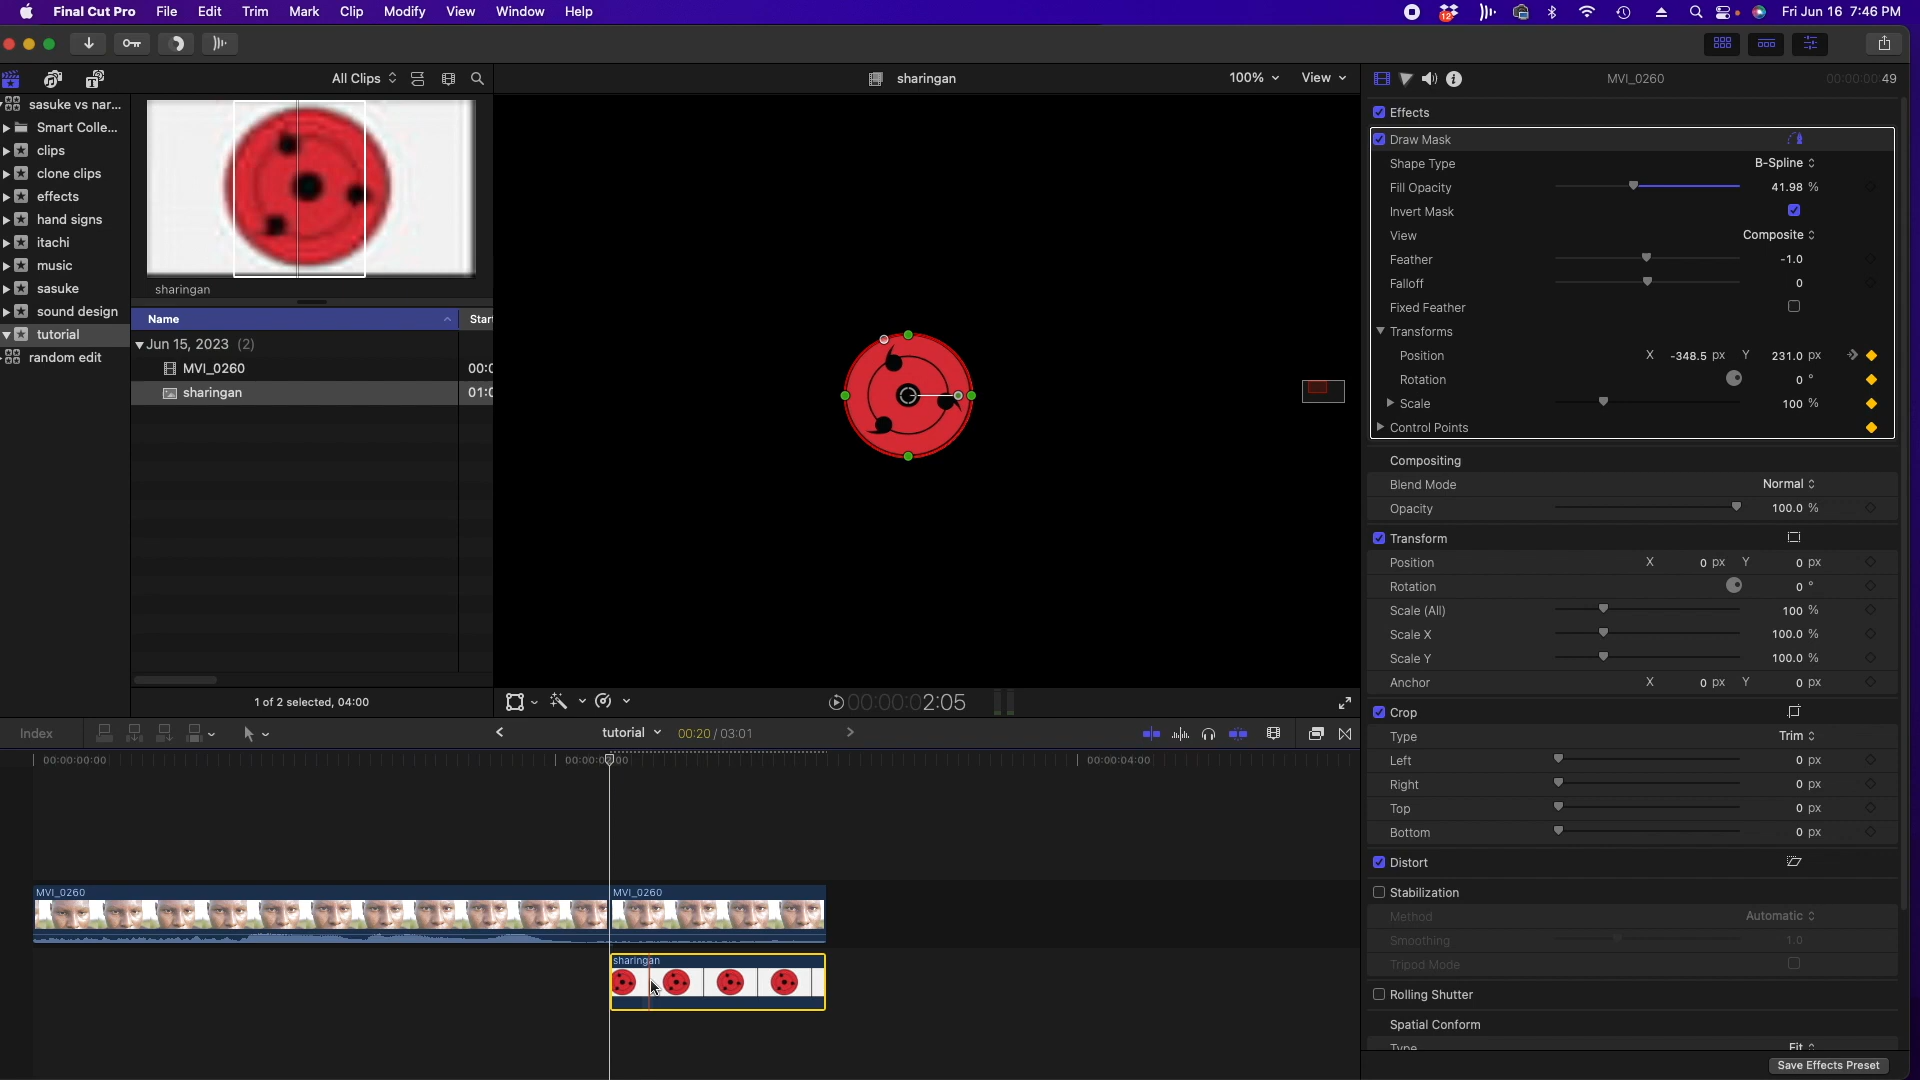 Final Cut Pro File Edit Trim Mark Clip Modify View Window Help 12 Fri Jun 16 7:46 PM
All Clips sharingan 100% View MVI_0260 00:00:00:49
sasuke vs nar...
Smart Colle...
clips
clone clips
effects
hand signs
itachi
music
sasuke
sound design
tutorial
random edit
sharingan
Name Start
Jun 15, 2023 (2)
MVI_0260 00:0
sharingan 01:0
1 of 2 selected, 04:00
00:00:00:02:05
Effects
Draw Mask
Shape Type B-Spline
Fill Opacity 41.98 %
Invert Mask
View Composite
Feather -1.0
Falloff 0
Fixed Feather
Transforms
Position X -348.5 px Y 231.0 px
Rotation 0 °
Scale 100 %
Control Points
Compositing
Blend Mode Normal
Opacity 100.0 %
Transform
Position X 0 px Y 0 px
Rotation 0 °
Scale (All) 100 %
Scale X 100.0 %
Scale Y 100.0 %
Anchor X 0 px Y 0 px
Crop
Type Trim
Left 0 px
Right 0 px
Top 0 px
Bottom 0 px
Distort
Stabilization
Method Automatic
Smoothing 1.0
Tripod Mode
Rolling Shutter
Spatial Conform
Type Fit
Save Effects Preset
Index tutorial 00:20 / 03:01
00:00:00:00 00:00:04:00
MVI_0260 MVI_0260
sharingan